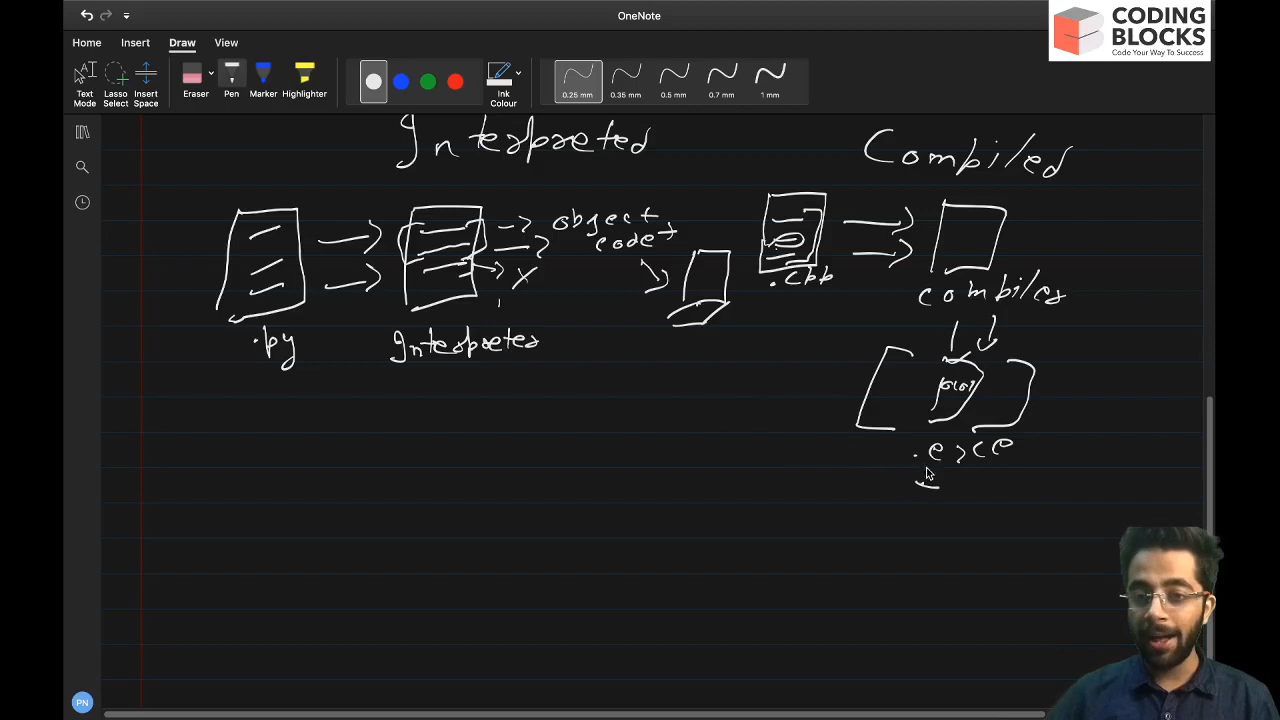 OneNote
CODING
BLOCKS
Code Your Way To Success
Home Insert Draw View
Text
Mode
Lasso
Select
Insert
Space
Eraser
Pen
Marker
Highlighter
Ink
Colour
0.25 mm
0.35 mm
0.5 mm
0.7 mm
1 mm
Interpreted
Compiled
object
code
.py
Interpreter
.cpp
compiler
.exe
PN